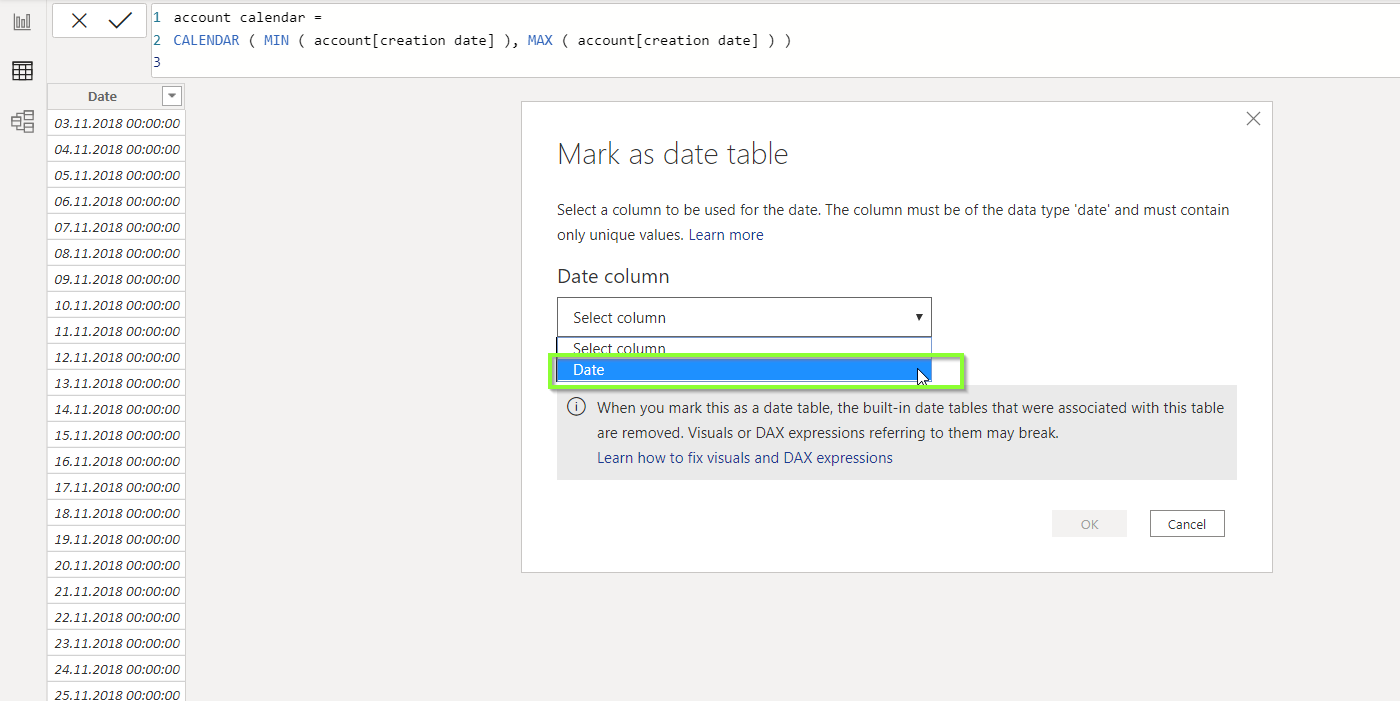 1 account calendar =
2 CALENDAR ( MIN ( account[creation date] ), MAX ( account[creation date] ) )
3
Date
03.11.2018 00:00:00
04.11.2018 00:00:00
05.11.2018 00:00:00
06.11.2018 00:00:00
07.11.2018 00:00:00
08.11.2018 00:00:00
09.11.2018 00:00:00
10.11.2018 00:00:00
11.11.2018 00:00:00
12.11.2018 00:00:00
13.11.2018 00:00:00
14.11.2018 00:00:00
15.11.2018 00:00:00
16.11.2018 00:00:00
17.11.2018 00:00:00
18.11.2018 00:00:00
19.11.2018 00:00:00
20.11.2018 00:00:00
21.11.2018 00:00:00
22.11.2018 00:00:00
23.11.2018 00:00:00
24.11.2018 00:00:00
25.11.2018 00:00:00
Mark as date table
Select a column to be used for the date. The column must be of the data type 'date' and must contain
only unique values. Learn more
Date column
Select column
Select column
Date
When you mark this as a date table, the built-in date tables that were associated with this table
are removed. Visuals or DAX expressions referring to them may break.
Learn how to fix visuals and DAX expressions
OK
Cancel